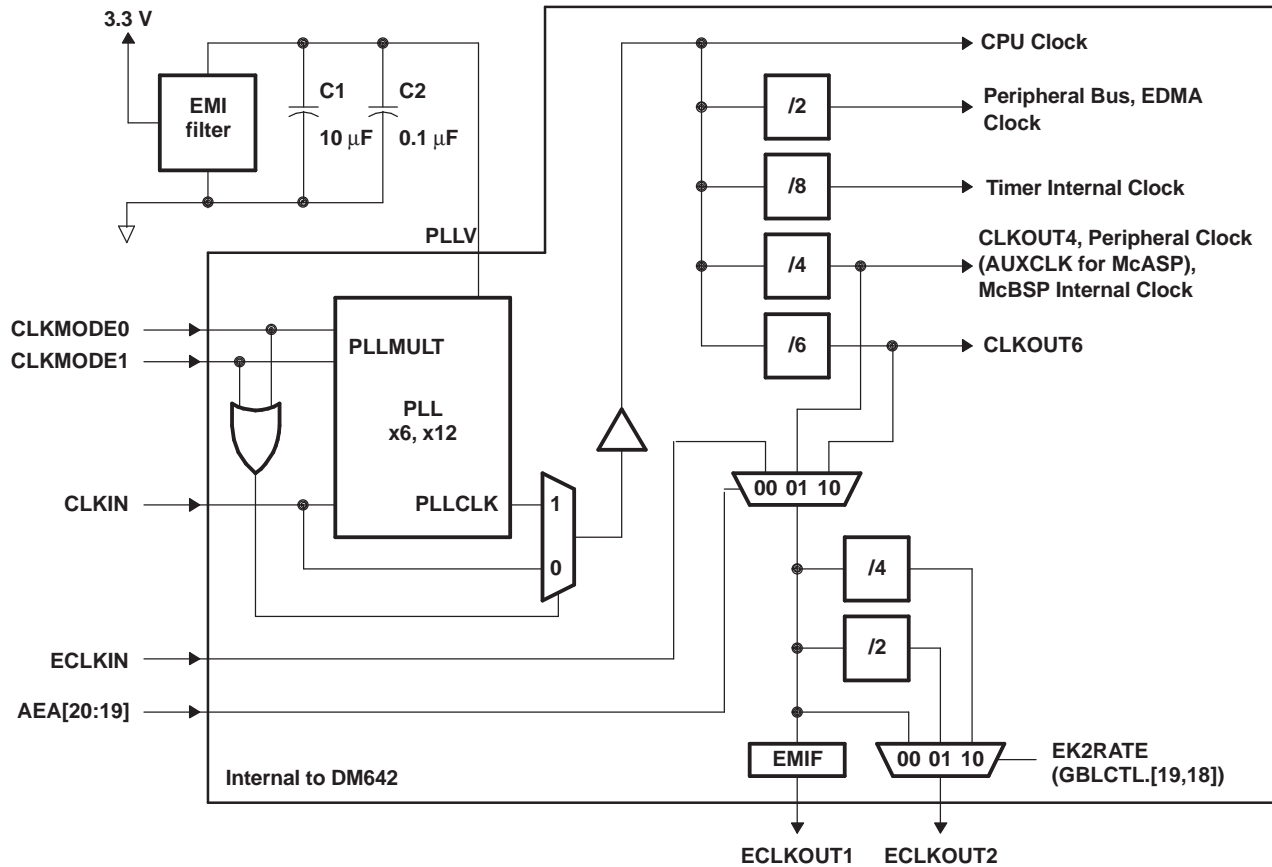 3.3 V
EMI
filter
C1
10 μF
C2
0.1 μF
PLLV
CPU Clock
/2
Peripheral Bus, EDMA
Clock
/8
Timer Internal Clock
/4
CLKOUT4, Peripheral Clock
(AUXCLK for McASP),
McBSP Internal Clock
/6
CLKOUT6
CLKMODE0
CLKMODE1
PLLMULT
PLL
x6, x12
PLLCLK
1
0
CLKIN
00 01 10
/4
/2
ECLKIN
AEA[20:19]
EMIF
00 01 10
EK2RATE
(GBLCTL.[19,18])
Internal to DM642
ECLKOUT1
ECLKOUT2